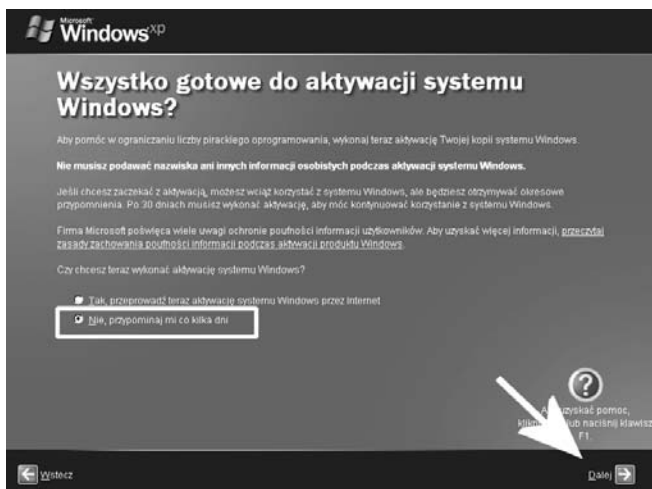 Microsoft
Windows xp
Wszystko gotowe do aktywacji systemu
Windows?
Aby pomóc w ograniczaniu liczby pirackiego oprogramowania, wykonaj teraz aktywację Twojej kopii systemu Windows.
Nie musisz podawać nazwiska ani innych informacji osobistych podczas aktywacji systemu Windows.
Jeśli chcesz zaczekać z aktywacją, możesz wciąż korzystać z systemu Windows, ale będziesz otrzymywać okresowe
przypomnienia. Po 30 dniach musisz wykonać aktywację, aby móc kontynuować korzystanie z systemu Windows.
Firma Microsoft poświęca wiele uwagi ochronie poufności informacji użytkowników. Aby uzyskać więcej informacji, przeczytaj
zasady zachowania poufności informacji podczas aktywacji produktu Windows.
Czy chcesz teraz wykonać aktywację systemu Windows?
Tak, przeprowadź teraz aktywację systemu Windows przez Internet
Nie, przypominaj mi co kilka dni
uzyskać pomoc,
lub naciśnij klawisz
F1.
Wstecz
Dalej